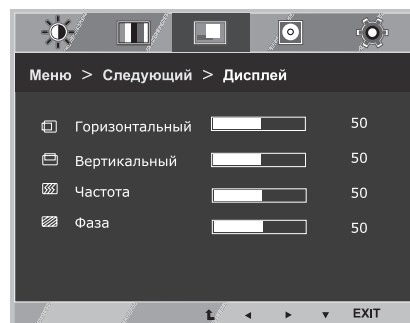 Меню > Следующий > Дисплей
Горизонтальный 50
Вертикальный 50
Частота 50
Фаза 50
EXIT